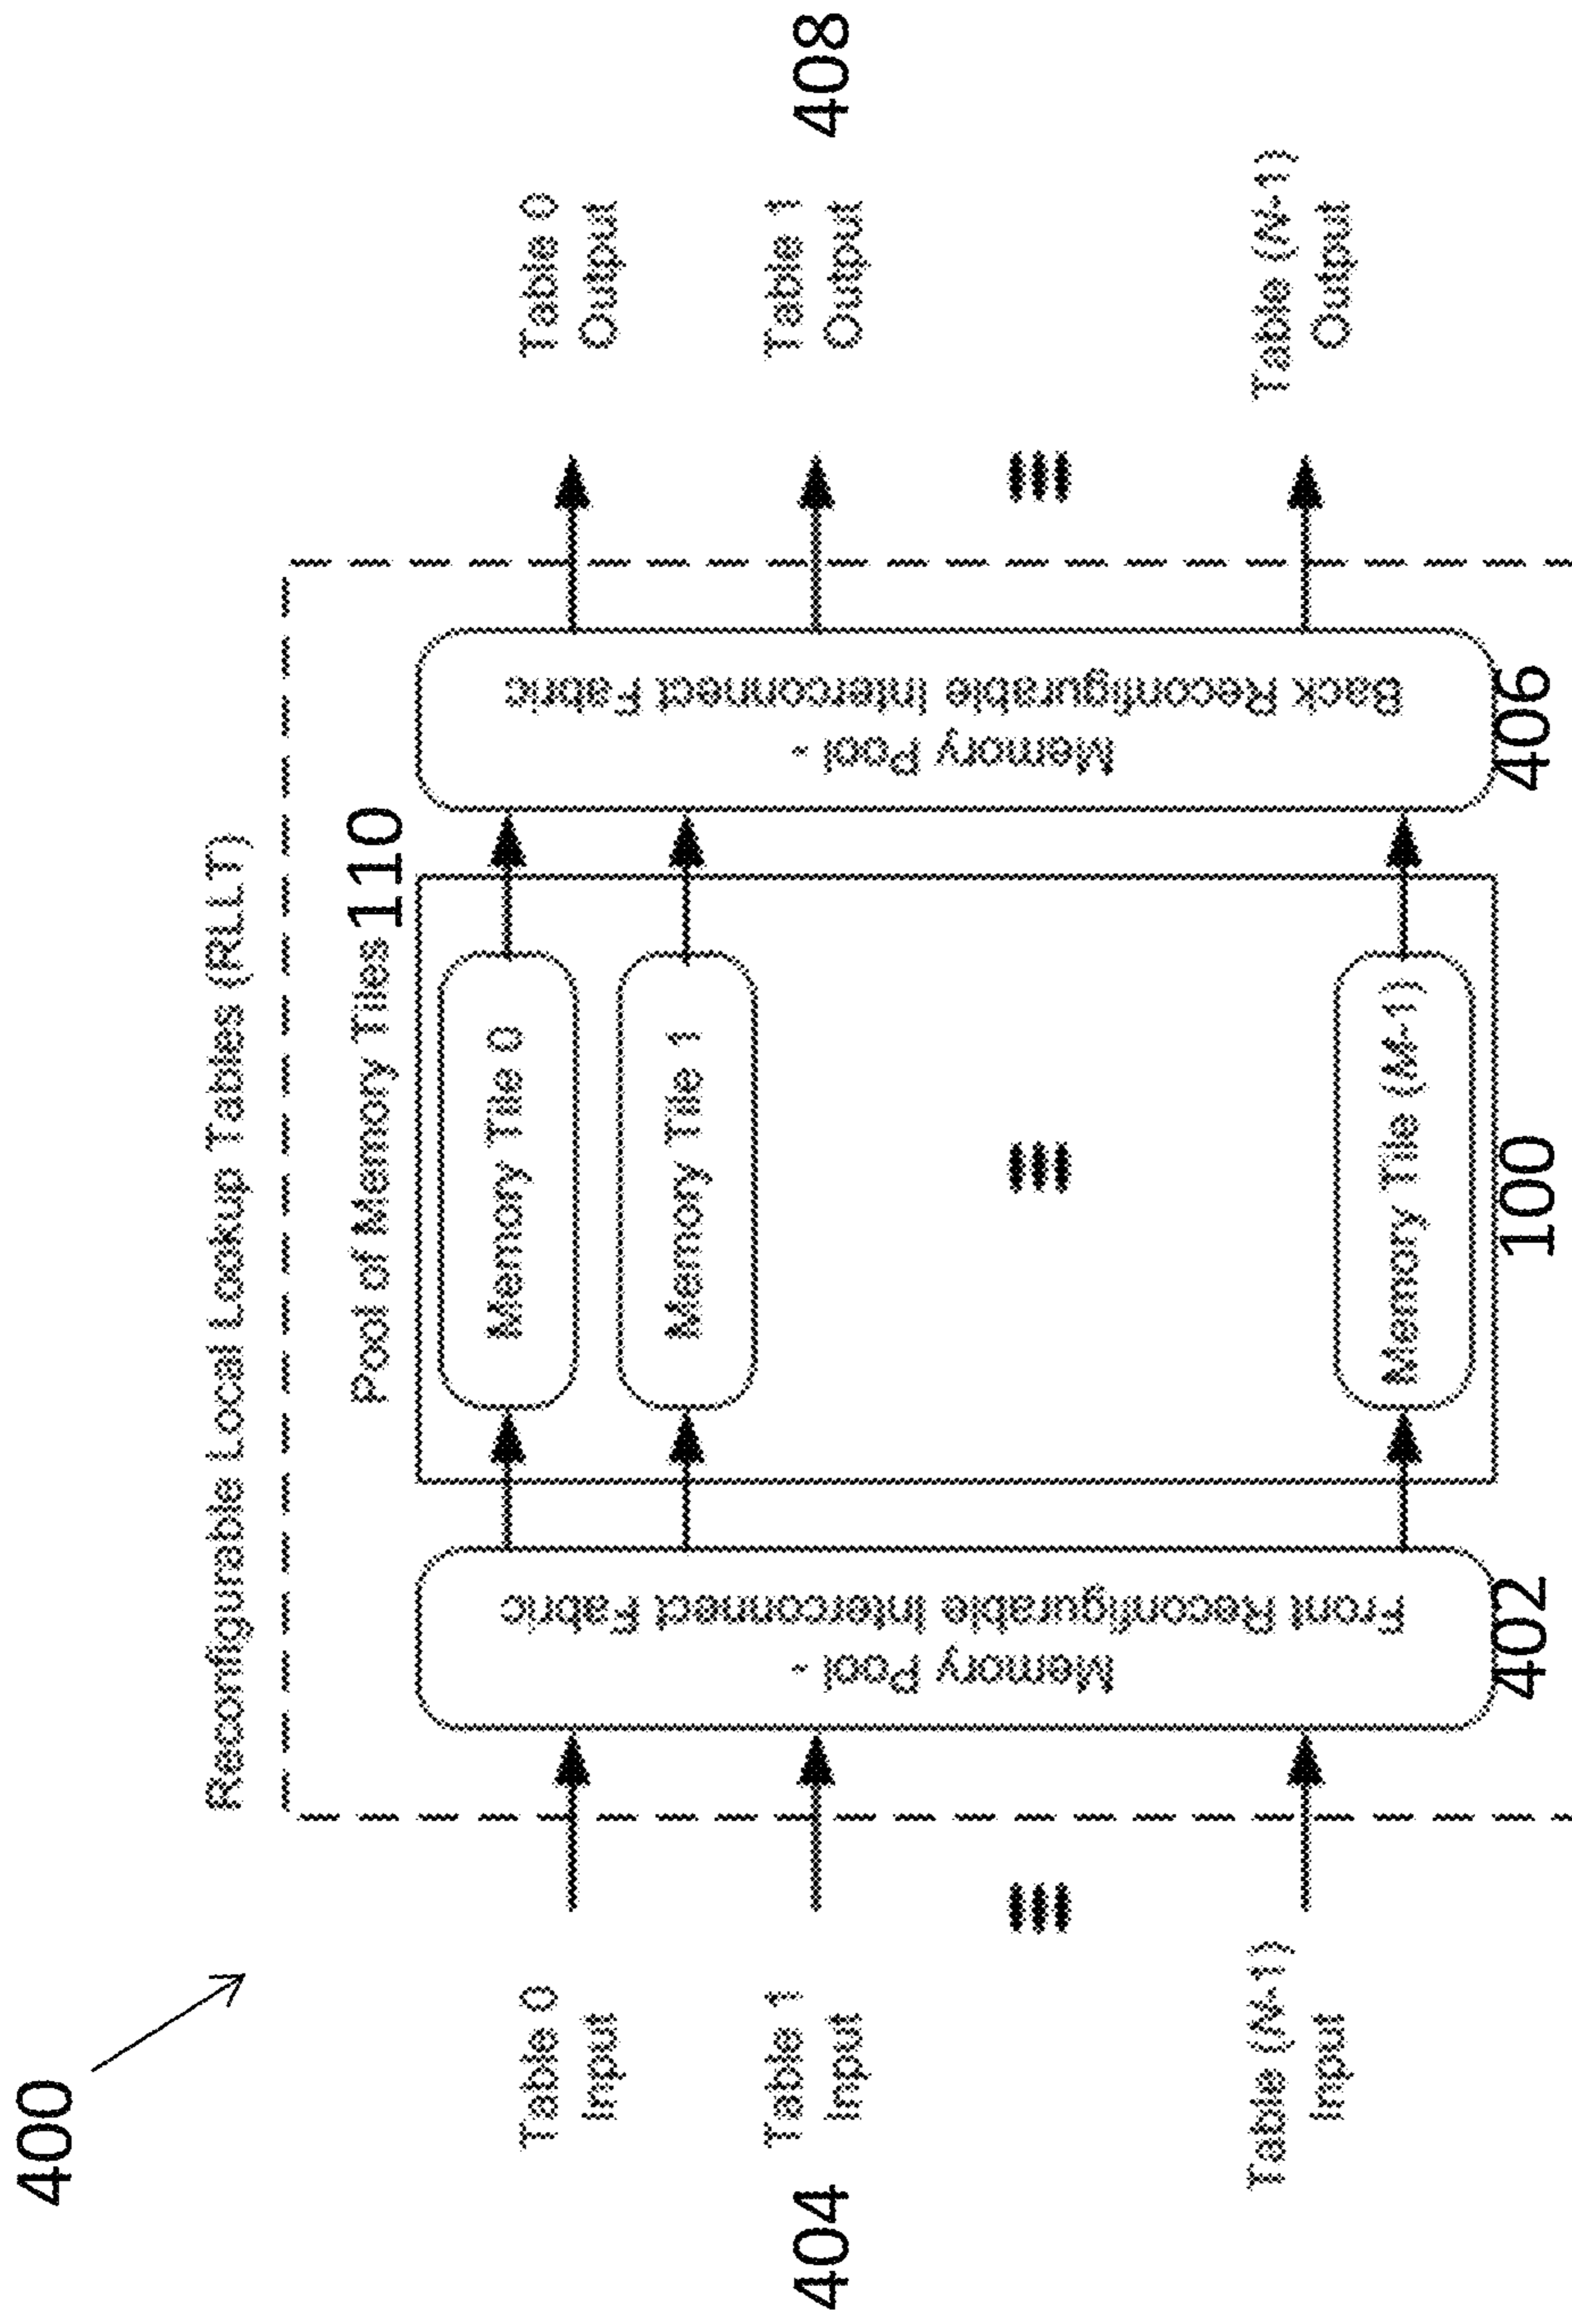 400
Reconfigurable Local Lookup Tables (RLLT)
Pool of Memory Tiles 110
Table 0
Input
Table 1
Input
Table (N-1)
Input
404
Memory Pool -
Front Reconfigurable Interconnect Fabric
402
Memory Tile 0
Memory Tile 1
Memory Tile (M-1)
100
Memory Pool -
Back Reconfigurable Interconnect Fabric
406
Table 0
Output
Table 1
Output
Table (N-1)
Output
408